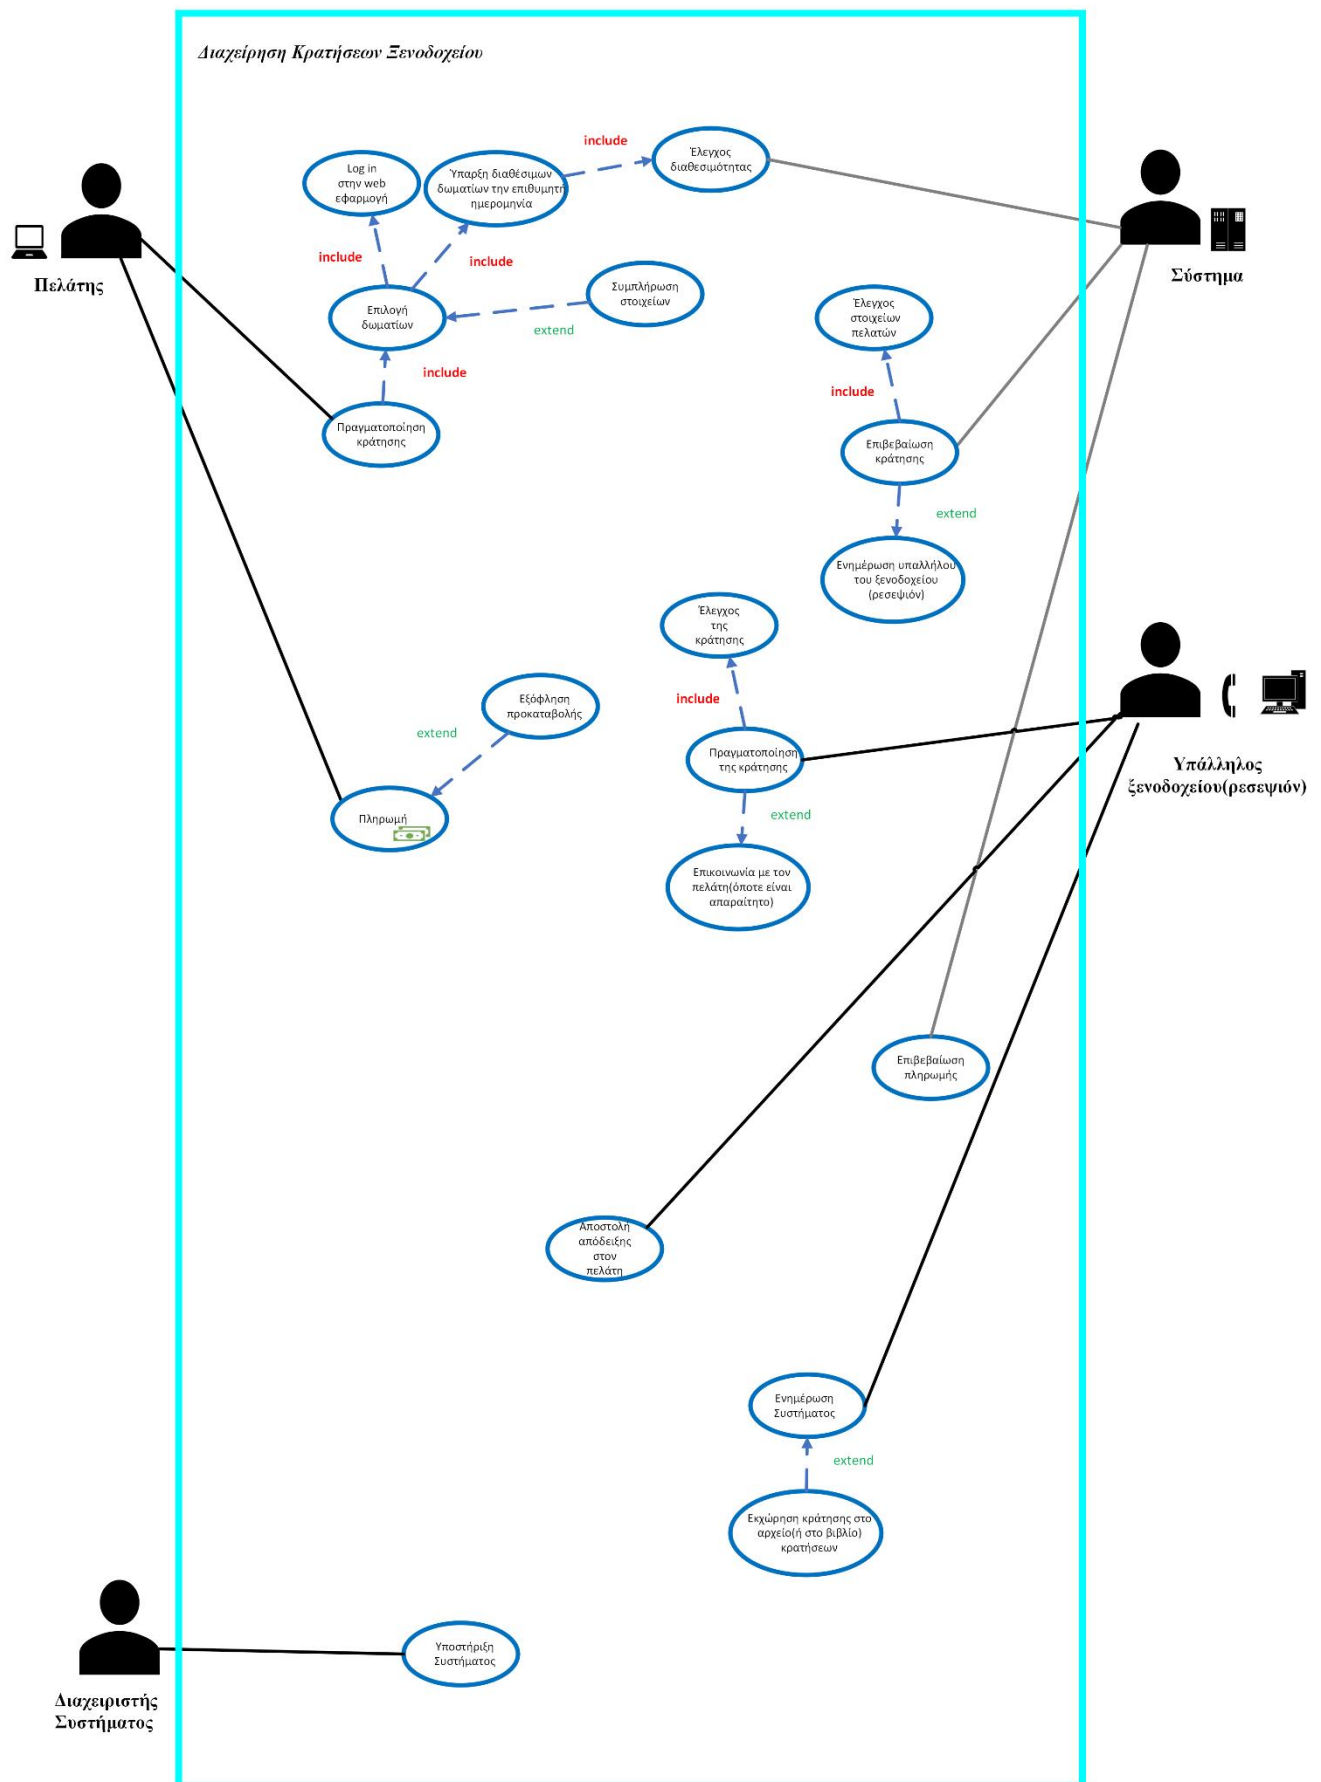 Διαχείρηση Κρατήσεων Ξενοδοχείου
include
Έλεγχος
διαθεσιμότητας
Log in
στην web
εφαρμογή
Ύπαρξη διαθέσιμων
δωματίων την επιθυμητή
ημερομηνία
Πελάτης
Σύστημα
include
include
Συμπλήρωση
στοιχείων
Έλεγχος
στοιχείων
πελατών
Επιλογή
δωματίων
extend
include
include
Πραγματοποίηση
κράτησης
Επιβεβαίωση
κράτησης
extend
Ενημέρωση υπαλλήλου
του ξενοδοχείου
(ρεσεψιόν)
Έλεγχος
της
κράτησης
include
Εξόφληση
προκαταβολής
extend
Πραγματοποίηση
της κράτησης
Υπάλληλος
ξενοδοχείου(ρεσεψιόν)
Πληρωμή
extend
Επικοινωνία με τον
πελάτη(όποτε είναι
απαραίτητο)
Επιβεβαίωση
πληρωμής
Αποστολή
απόδειξης
στον
πελάτη
Ενημέρωση
Συστήματος
extend
Εκχώρηση κράτησης στο
αρχείο(ή στο βιβλίο)
κρατήσεων
Υποστήριξη
Συστήματος
Διαχειριστής
Συστήματος